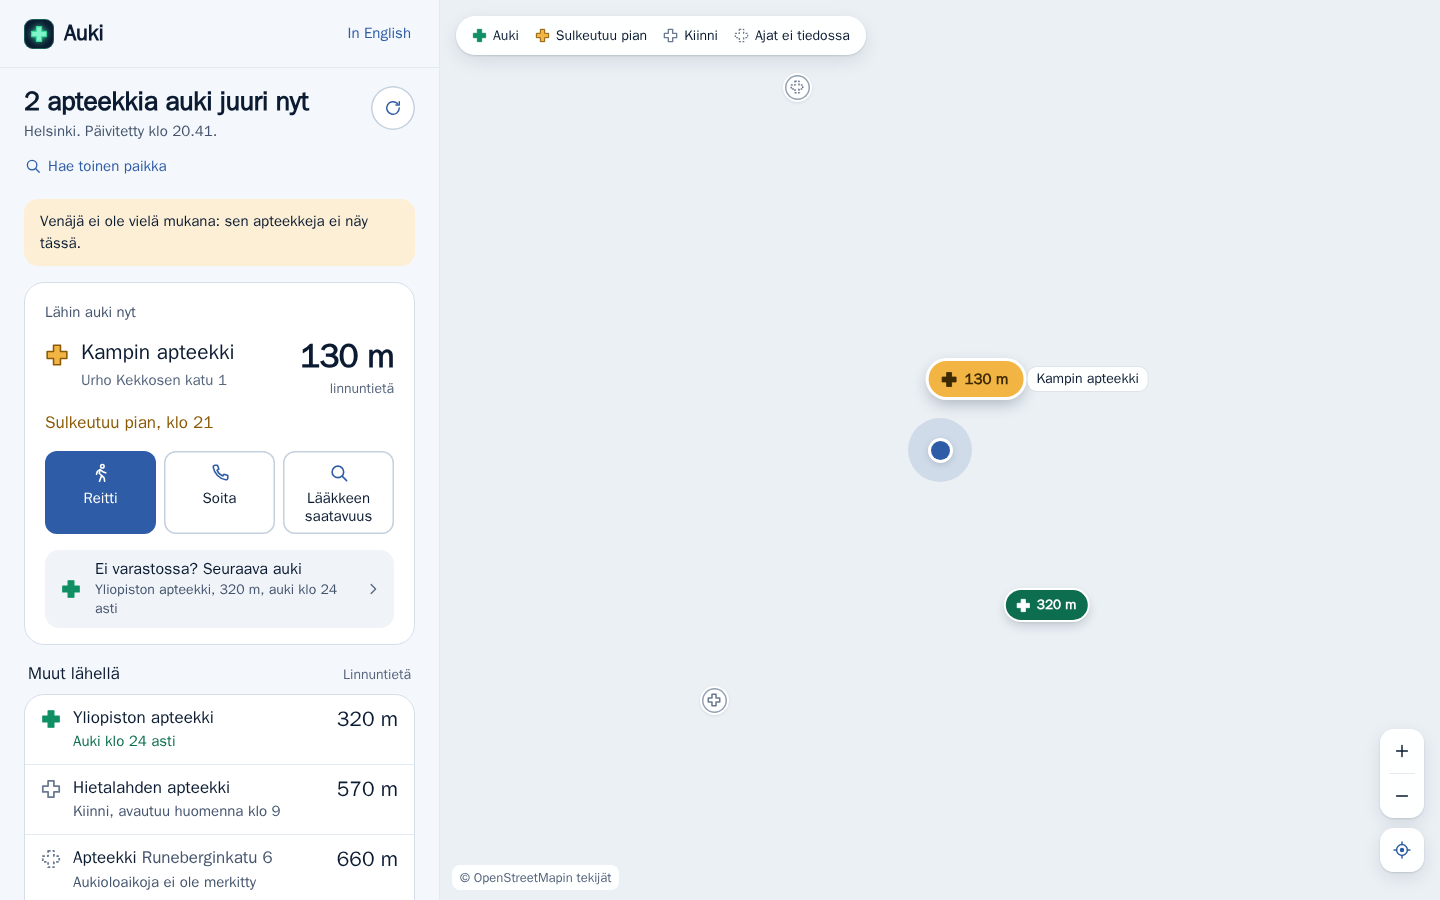 Auki
In English
2 apteekkia auki juuri nyt
Helsinki. Päivitetty klo 20.41.
Hae toinen paikka
Venäjä ei ole vielä mukana: sen apteekkeja ei näy
tässä.
Lähin auki nyt
Kampin apteekki
130 m
Urho Kekkosen katu 1
linnuntietä
Sulkeutuu pian, klo 21
Reitti
Soita
Lääkkeen
saatavuus
Ei varastossa? Seuraava auki
Yliopiston apteekki, 320 m, auki klo 24
asti
Muut lähellä
Linnuntietä
Yliopiston apteekki
320 m
Auki klo 24 asti
Hietalahden apteekki
570 m
Kiinni, avautuu huomenna klo 9
Apteekki Runeberginkatu 6
660 m
Aukioloaikoja ei ole merkitty
Auki
Sulkeutuu pian
Kiinni
Ajat ei tiedossa
130 m
Kampin apteekki
320 m
+
−
© OpenStreetMapin tekijät